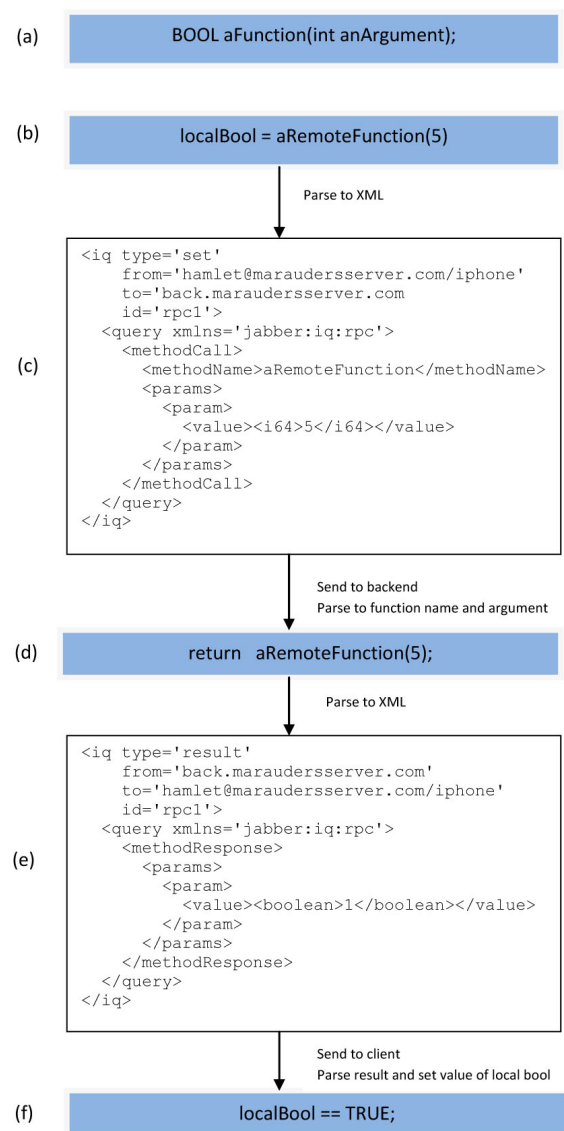 (a)
BOOL aFunction(int anArgument);
(b)
localBool = aRemoteFunction(5)
Parse to XML
(c)
<iq type='set'
    from='hamlet@maraudersserver.com/iphone'
    to='back.maraudersserver.com
    id='rpc1'>
  <query xmlns='jabber:iq:rpc'>
    <methodCall>
      <methodName>aRemoteFunction</methodName>
      <params>
        <param>
          <value><i64>5</i64></value>
        </param>
      </params>
    </methodCall>
  </query>
</iq>
Send to backend
Parse to function name and argument
(d)
return   aRemoteFunction(5);
Parse to XML
(e)
<iq type='result'
    from='back.maraudersserver.com'
    to='hamlet@maraudersserver.com/iphone'
    id='rpc1'>
  <query xmlns='jabber:iq:rpc'>
    <methodResponse>
      <params>
        <param>
          <value><boolean>1</boolean></value>
        </param>
      </params>
    </methodResponse>
  </query>
</iq>
Send to client
Parse result and set value of local bool
(f)
localBool == TRUE;